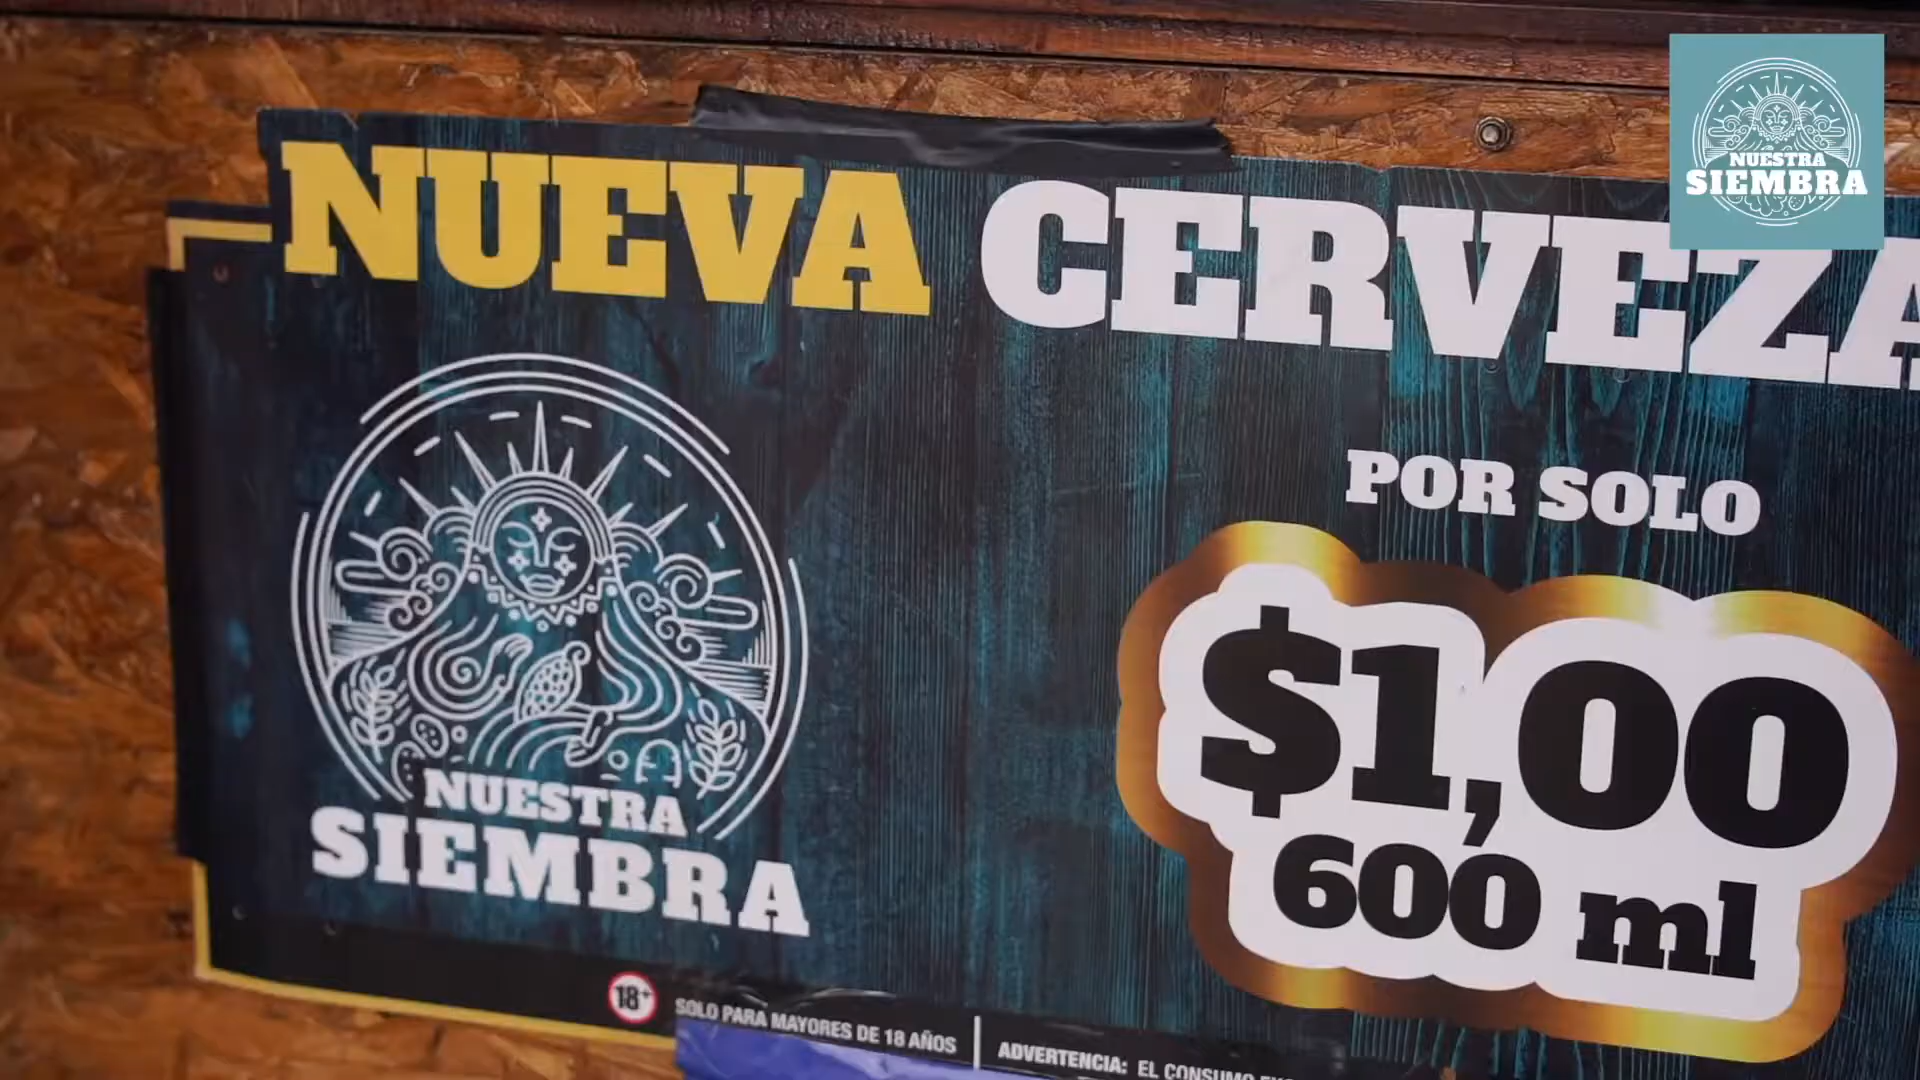 NUESTRA
SIEMBRA
NUEVA CERVEZA
POR SOLO
$1,00
600 ml
NUESTRA
SIEMBRA
18+
SOLO PARA MAYORES DE 18 AÑOS
ADVERTENCIA: EL CONSUMO